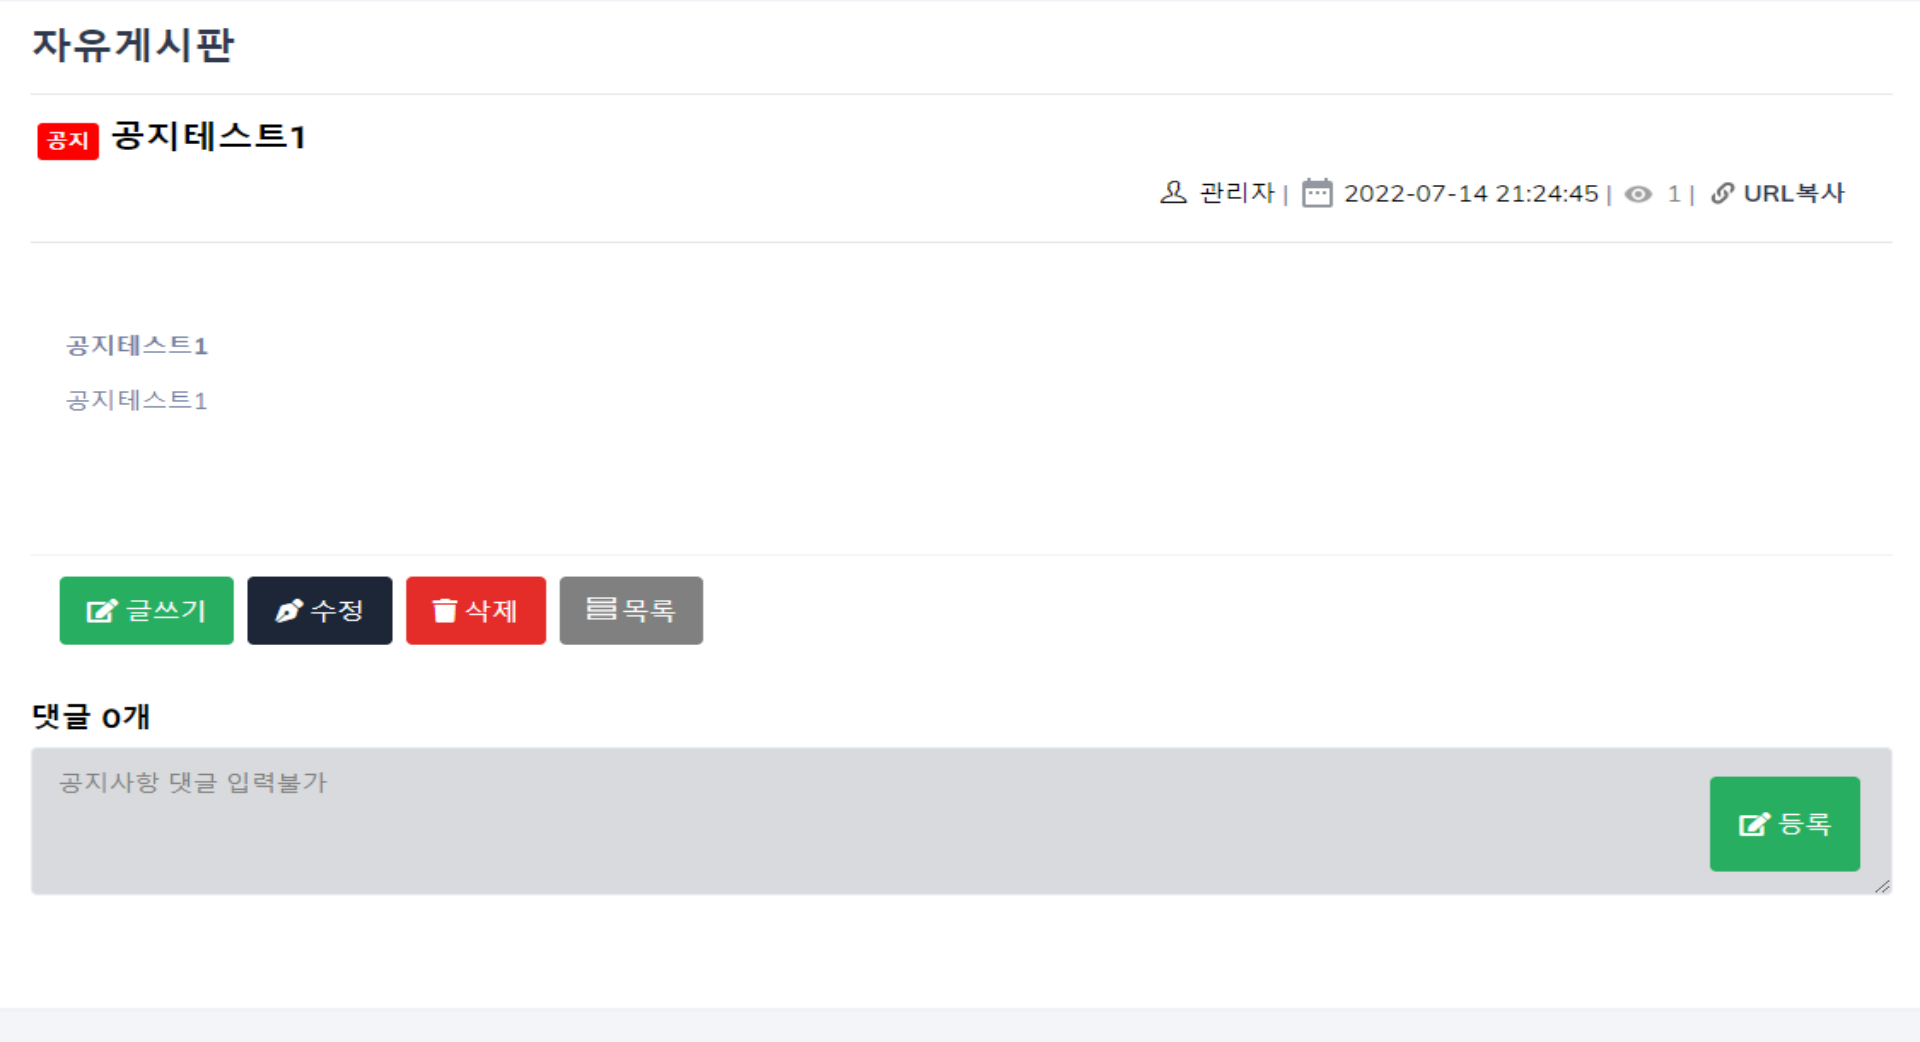 자유게시판
공지 공지테스트1
관리자 | 2022-07-14 21:24:45 | 1 | URL복사
공지테스트1
공지테스트1
글쓰기 수정 삭제 목록
댓글 0개
공지사항 댓글 입력불가
등록